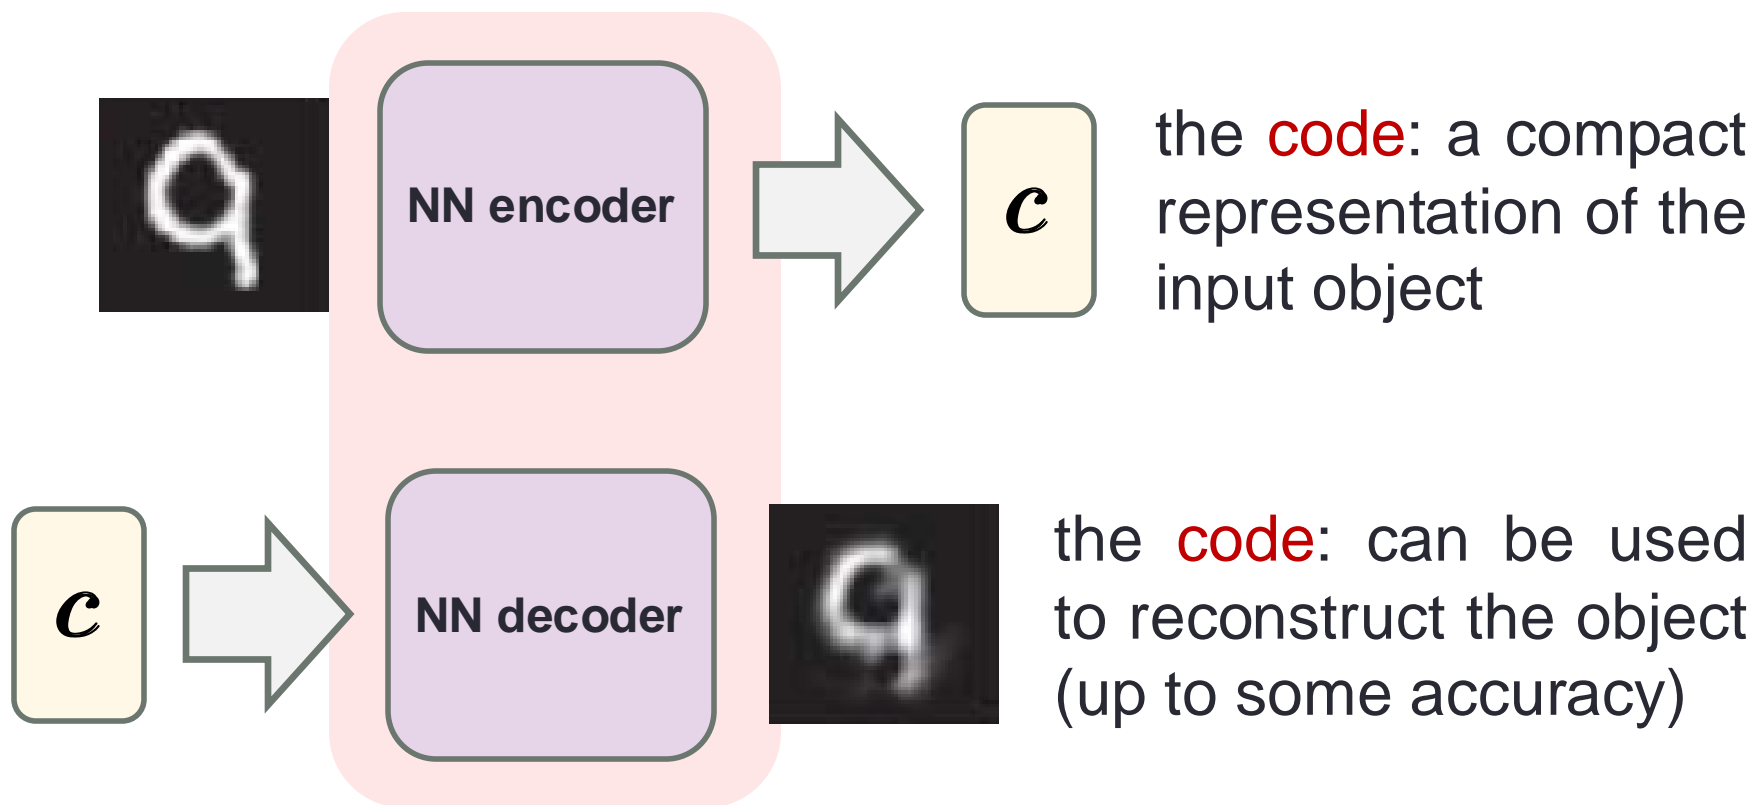 NN encoder
c
the code: a compact
representation of the
input object
c
NN decoder
the code: can be used
to reconstruct the object
(up to some accuracy)